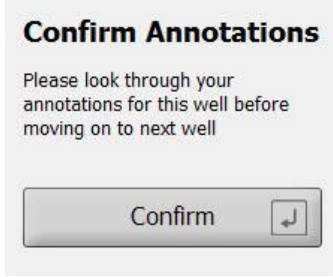 Confirm Annotations
Please look through your
annotations for this well before
moving on to next well
Confirm